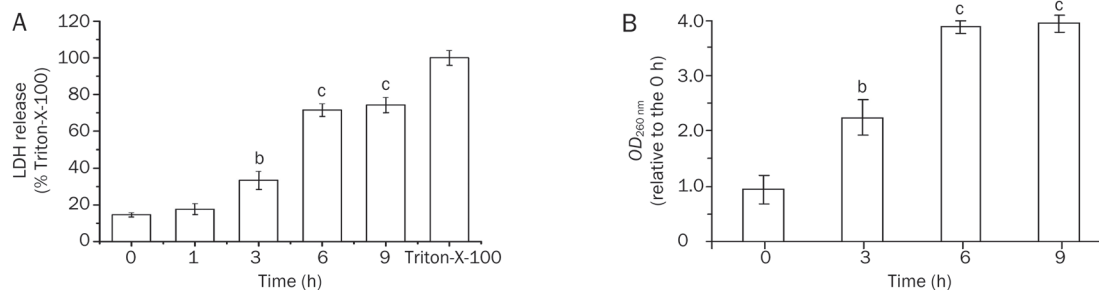 A
LDH release
(% Triton-X-100)
120
100
80
60
40
20
0
b
c
c
0 1 3 6 9 Triton-X-100
Time (h)
B
OD260 nm
(relative to the 0 h)
4.0
3.0
2.0
1.0
0
b
c
c
0 3 6 9
Time (h)